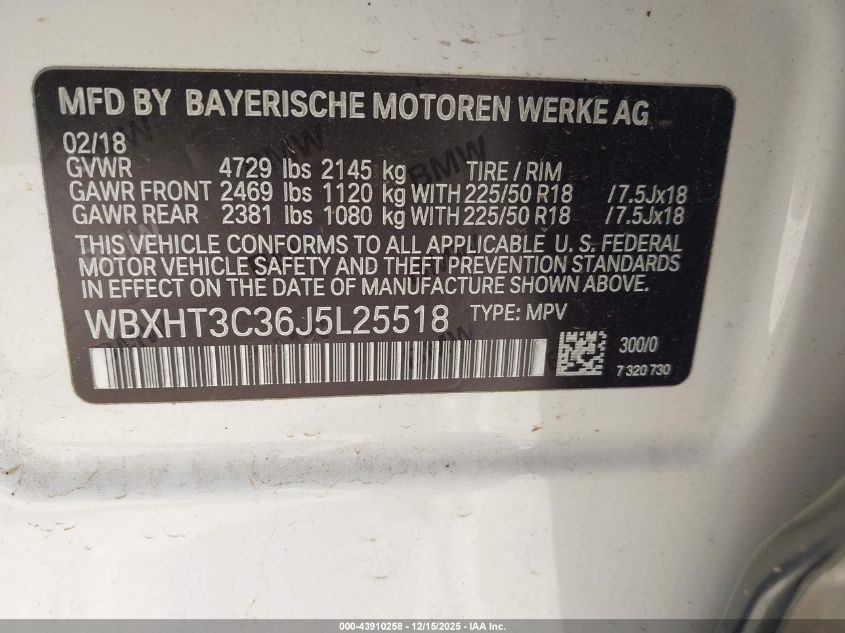 MFD BY BAYERISCHE MOTOREN WERKE AG
02/18
GVWR 4729 lbs 2145 kg TIRE / RIM
GAWR FRONT 2469 lbs 1120 kg WITH 225/50 R18 /7.5Jx18
GAWR REAR 2381 lbs 1080 kg WITH 225/50 R18 /7.5Jx18
THIS VEHICLE CONFORMS TO ALL APPLICABLE U. S. FEDERAL
MOTOR VEHICLE SAFETY AND THEFT PREVENTION STANDARDS
IN EFFECT ON THE DATE OF MANUFACTURE SHOWN ABOVE.
WBXHT3C36J5L25518 TYPE: MPV
300/0
7 320 730
000-43910258 - 12/15/2025 - IAA Inc.